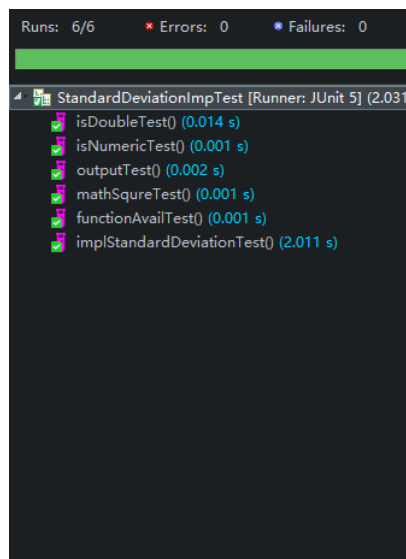 Runs: 6/6 Errors: 0 Failures: 0
StandardDeviationImpTest [Runner: JUnit 5] (2.031
isDoubleTest() (0.014 s)
isNumericTest() (0.001 s)
outputTest() (0.002 s)
mathSqureTest() (0.001 s)
functionAvailTest() (0.001 s)
implStandardDeviationTest() (2.011 s)